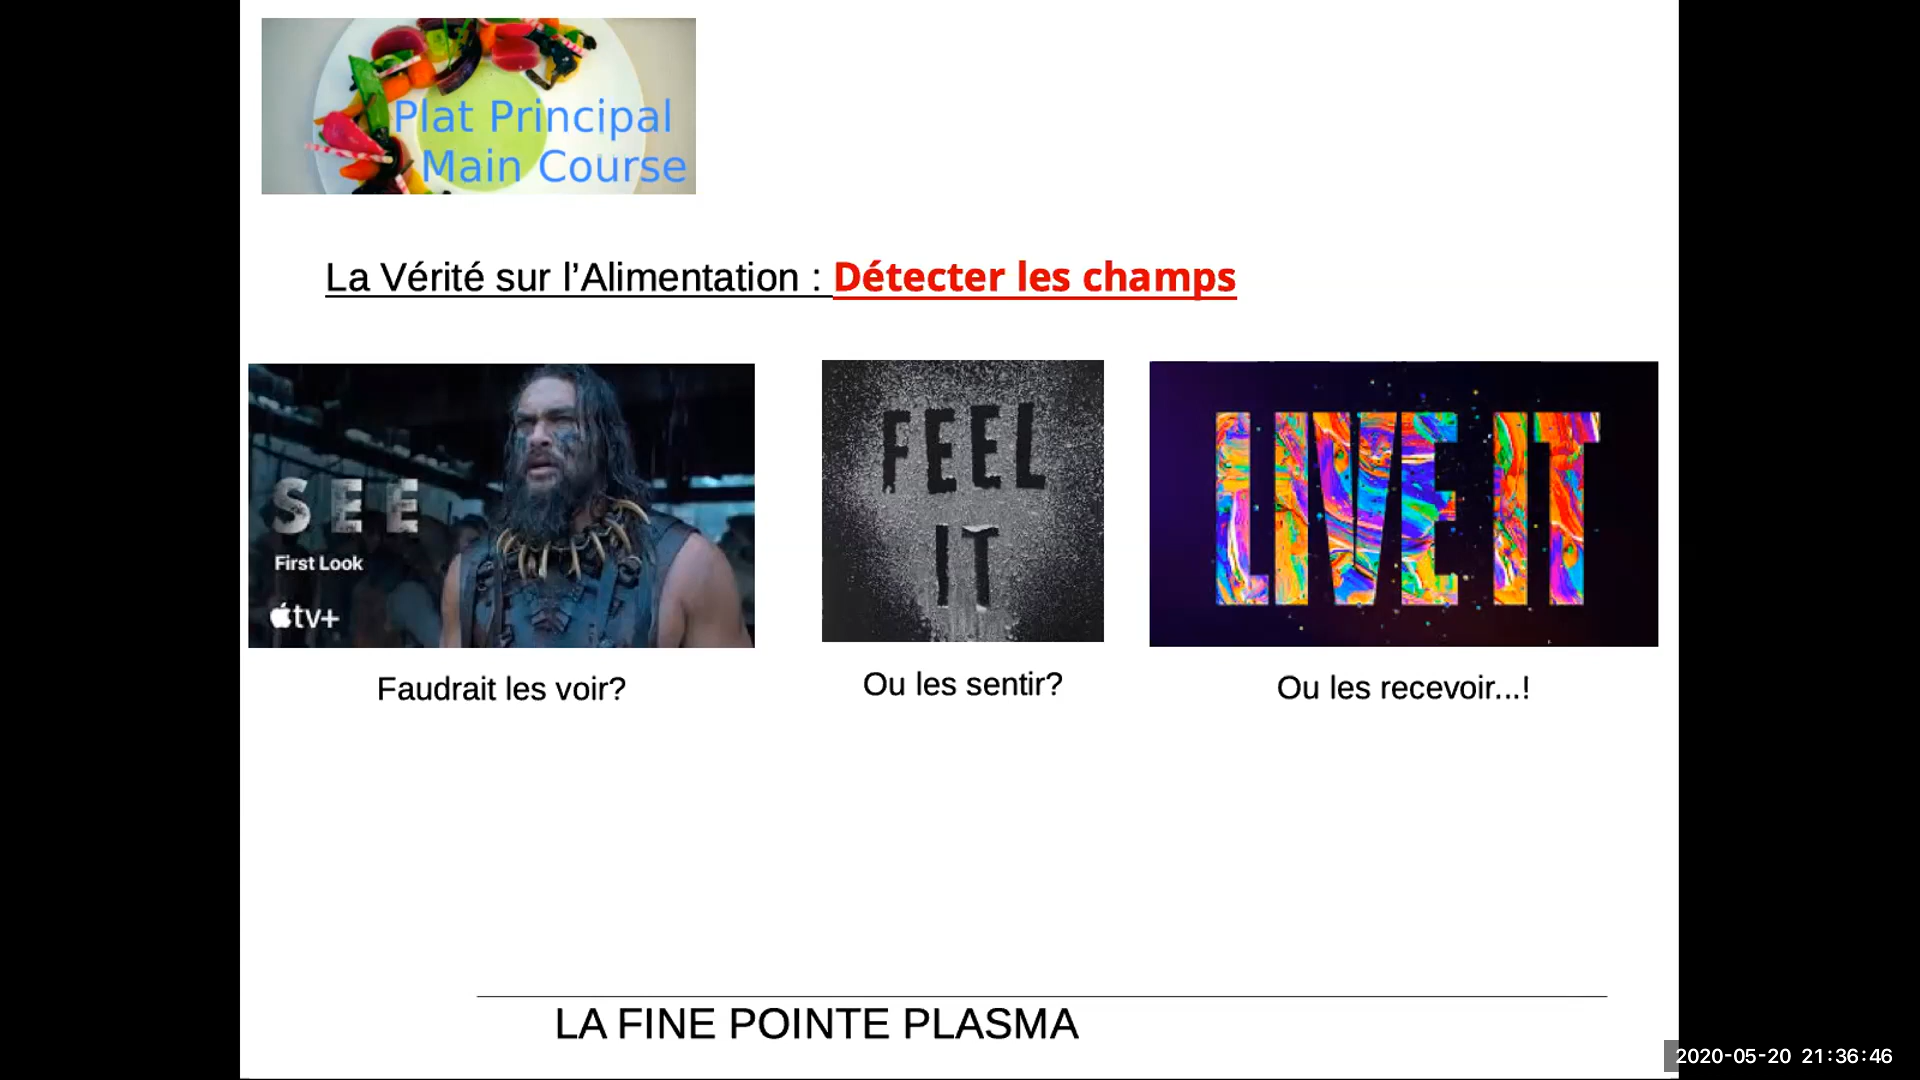 Plat Principal
Main Course
La Vérité sur l’Alimentation : Détecter les champs
SEE
First Look
tv+
FEEL
IT
LIVE IT
Faudrait les voir?
Ou les sentir?
Ou les recevoir...!
LA FINE POINTE PLASMA
2020-05-20 21:36:46